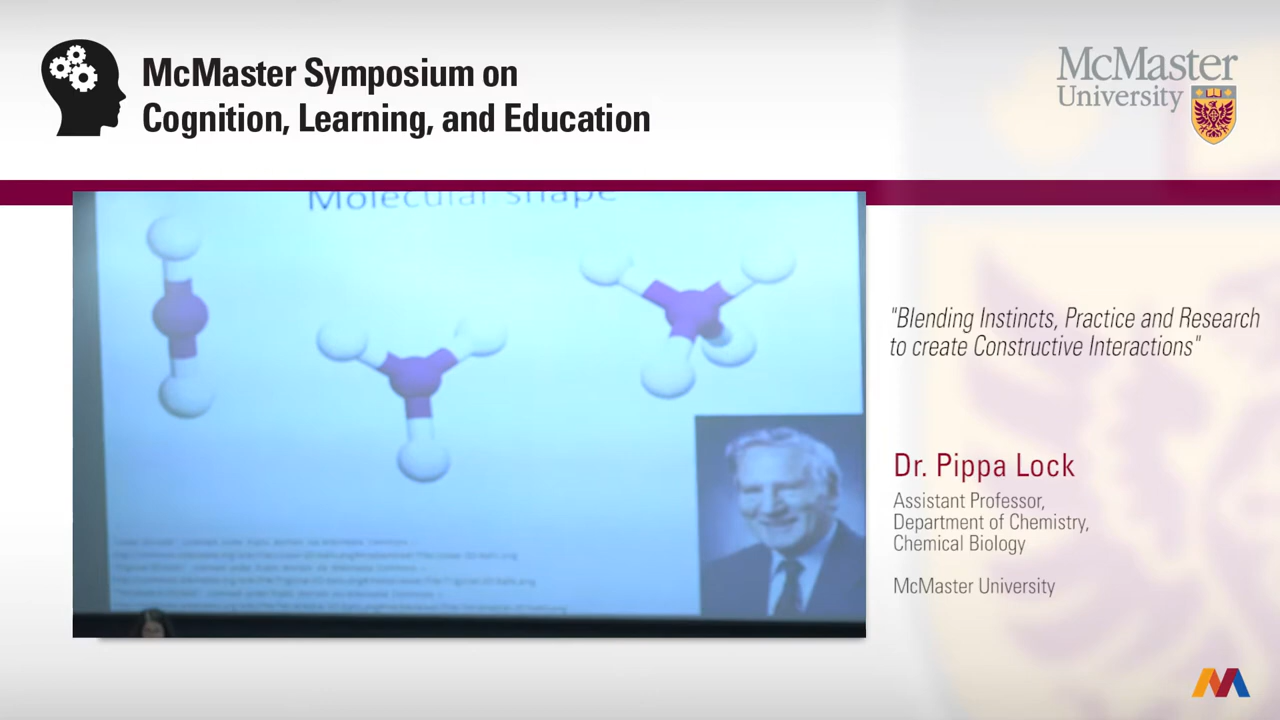 McMaster Symposium on
Cognition, Learning, and Education
McMaster
University
Molecular shape
"Blending Instincts, Practice and Research
to create Constructive Interactions"
Dr. Pippa Lock
Assistant Professor,
Department of Chemistry,
Chemical Biology
McMaster University